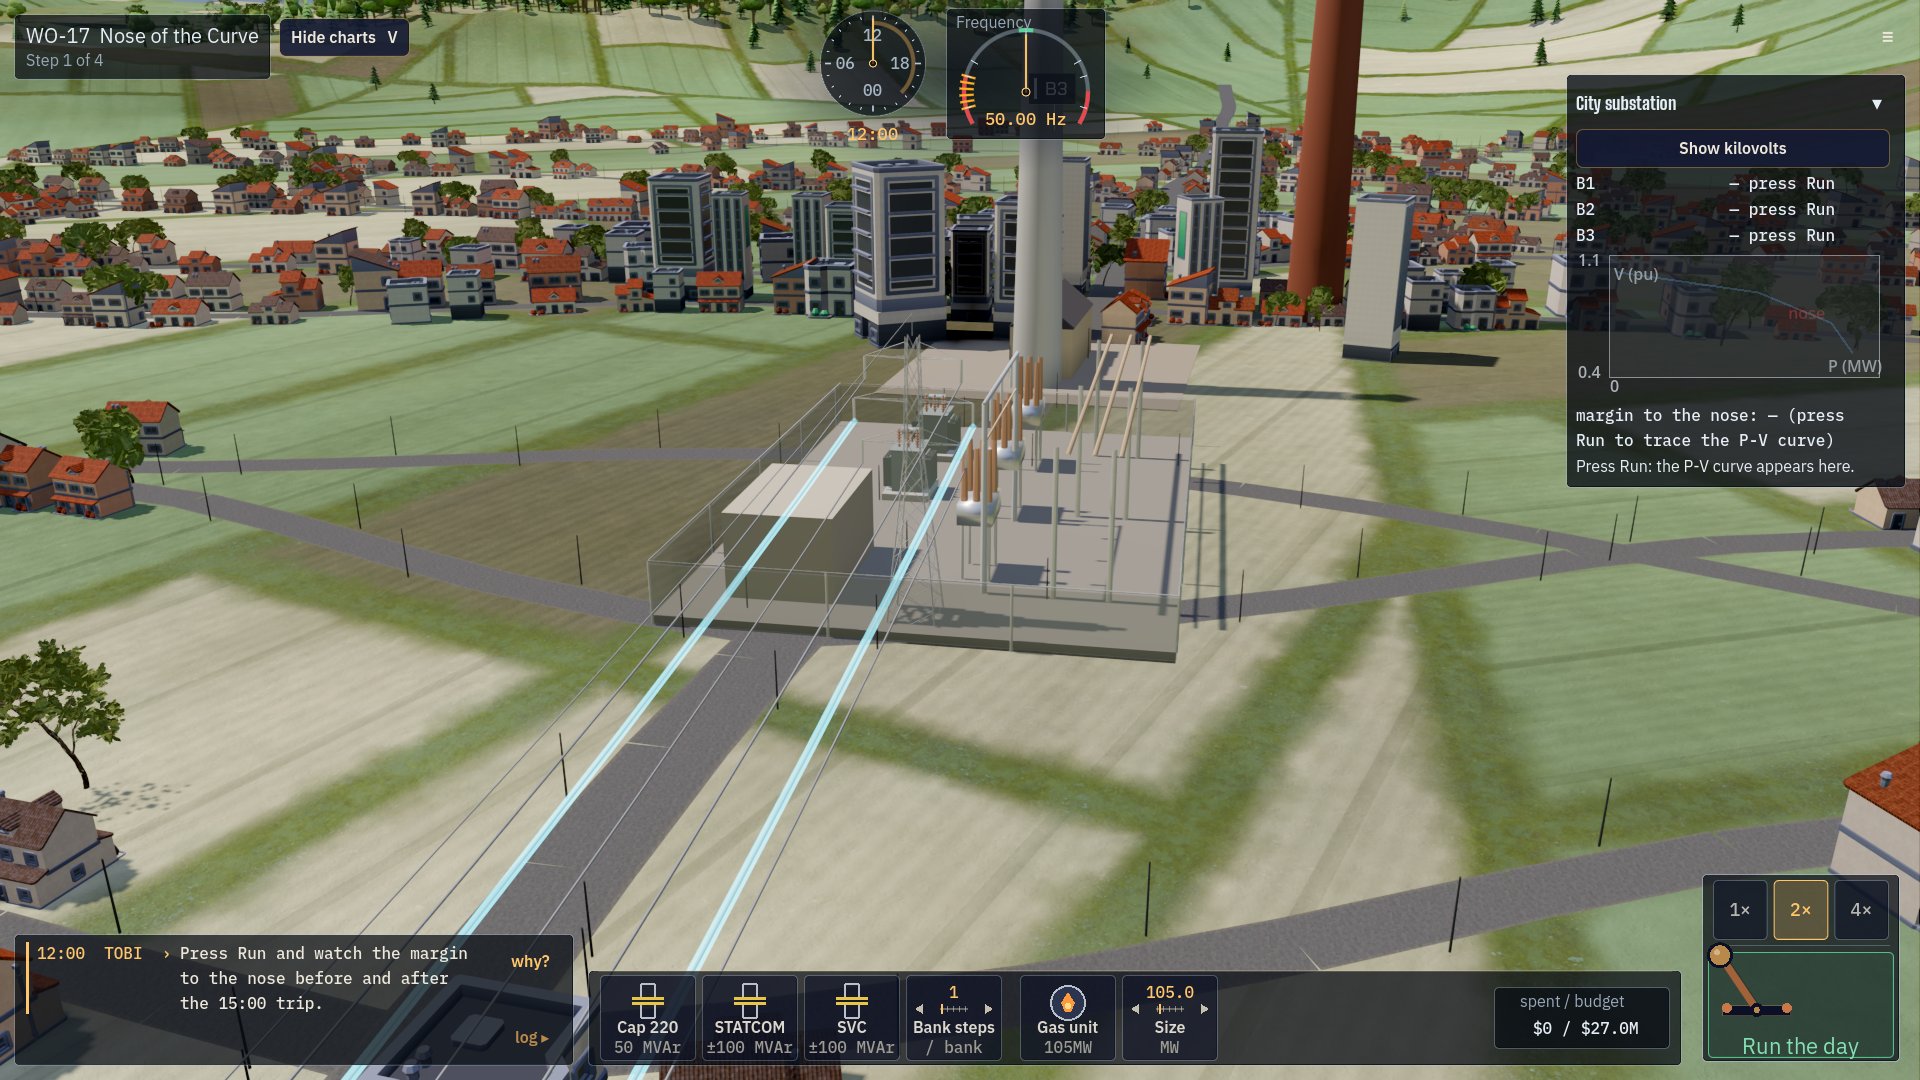 WO-17 Nose of the Curve
Step 1 of 4
Hide charts V
12
06 18
00
12:00
Frequency
B3
50.00 Hz
City substation ▼
Show kilovolts
B1 — press Run
B2 — press Run
B3 — press Run
1.1
V (pu)
nose
P (MW)
0.4
0
margin to the nose: — (press
Run to trace the P-V curve)
Press Run: the P-V curve appears here.
12:00 TOBI › Press Run and watch the margin
to the nose before and after
the 15:00 trip.
why?
log ▸
Cap 220
50 MVAr
STATCOM
±100 MVAr
SVC
±100 MVAr
1
Bank steps
/ bank
Gas unit
105MW
105.0
Size
MW
spent / budget
$0 / $27.0M
1× 2× 4×
Run the day